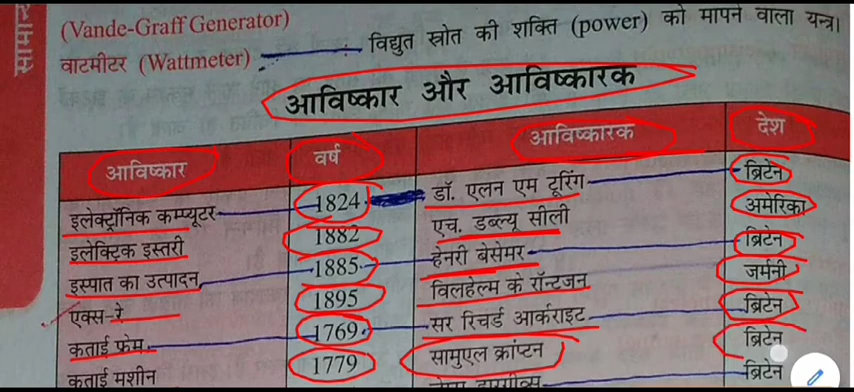 सामान्य
(Vande-Graff Generator)
वाटमीटर (Wattmeter) विद्युत स्रोत की शक्ति (power) को मापने वाला यन्त्र।
आविष्कार और आविष्कारक
आविष्कार वर्ष आविष्कारक देश
इलेक्ट्रॉनिक कम्प्यूटर 1824 डॉ. एलन एम टूरिंग ब्रिटेन
इलेक्ट्रिक इस्तरी 1882 एच. डब्ल्यू सीली अमेरिका
इस्पात का उत्पादन 1885 हेनरी बेसेमर ब्रिटेन
एक्स-रे 1895 विलहेल्म के रॉन्टजन जर्मनी
कताई फ्रेम 1769 सर रिचर्ड आर्कराइट ब्रिटेन
कताई मशीन 1779 सामुएल क्रांप्टन ब्रिटेन
ब्रिटेन